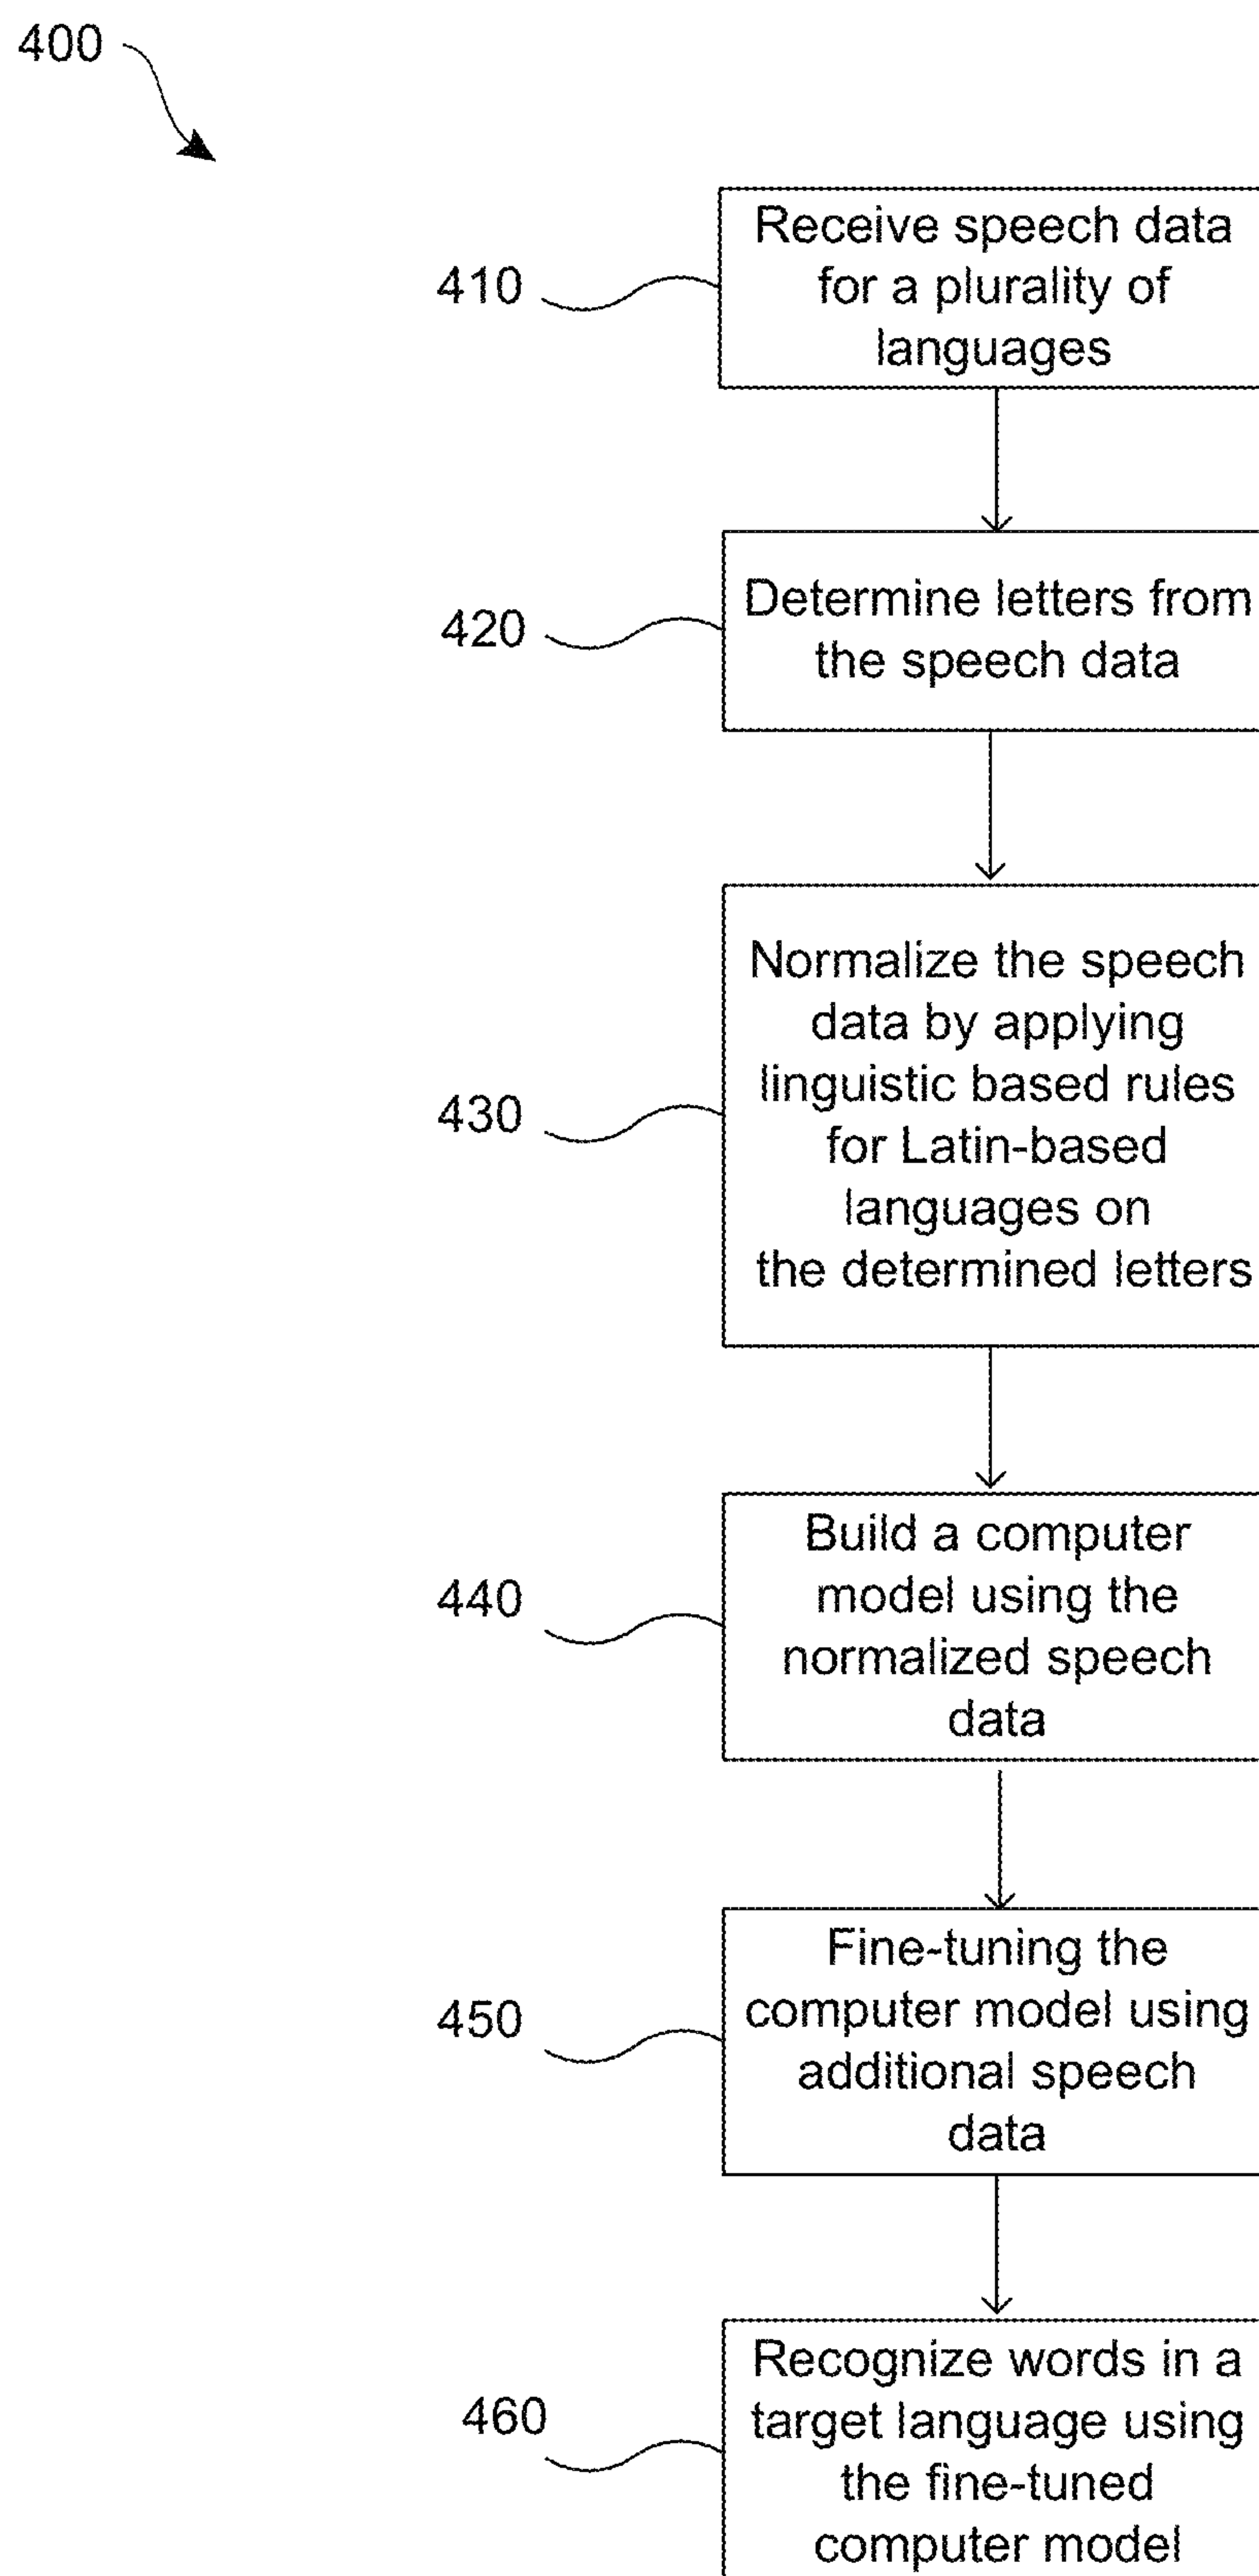 400
410
Receive speech data
for a plurality of
languages
420
Determine letters from
the speech data
430
Normalize the speech
data by applying
linguistic based rules
for Latin-based
languages on
the determined letters
440
Build a computer
model using the
normalized speech
data
450
Fine-tuning the
computer model using
additional speech
data
460
Recognize words in a
target language using
the fine-tuned
computer model